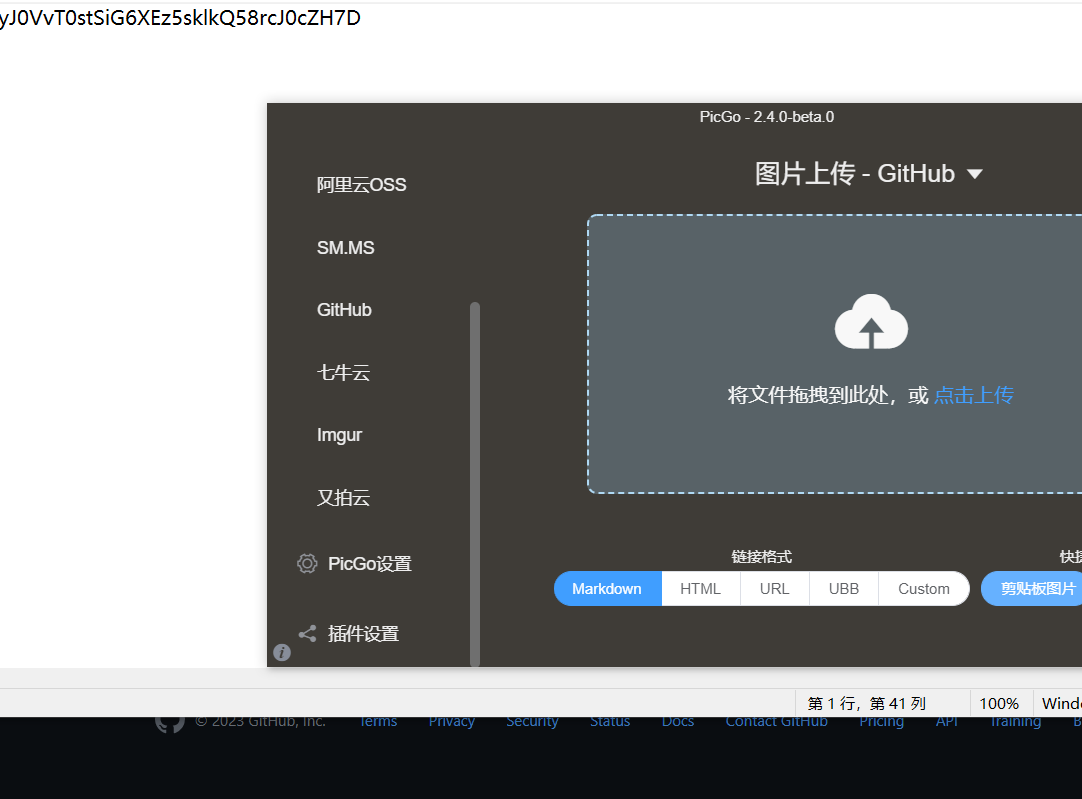 yJ0VvT0stSiG6XEz5sklkQ58rcJ0cZH7D
PicGo - 2.4.0-beta.0
图片上传 - GitHub
阿里云OSS
SM.MS
GitHub
七牛云
Imgur
又拍云
PicGo设置
插件设置
将文件拖拽到此处，或 点击上传
链接格式
快捷
Markdown HTML URL UBB Custom
剪贴板图片
第 1 行，第 41 列 100% Windo
© 2023 GitHub, Inc. Terms Privacy Security Status Docs Contact GitHub Pricing API Training B